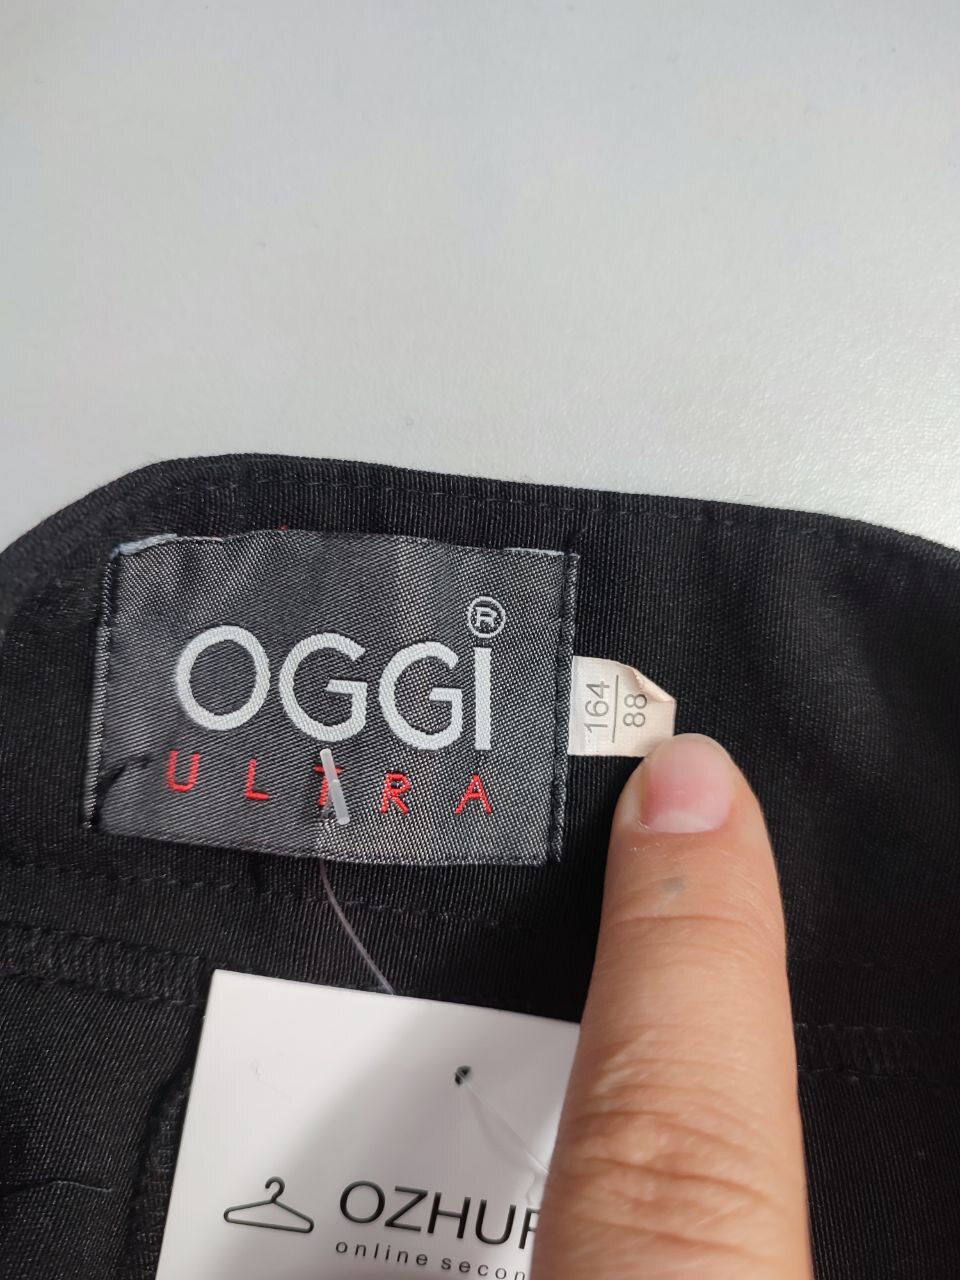 OGGI®
ULTRA
164
88
OZHUR
online secon